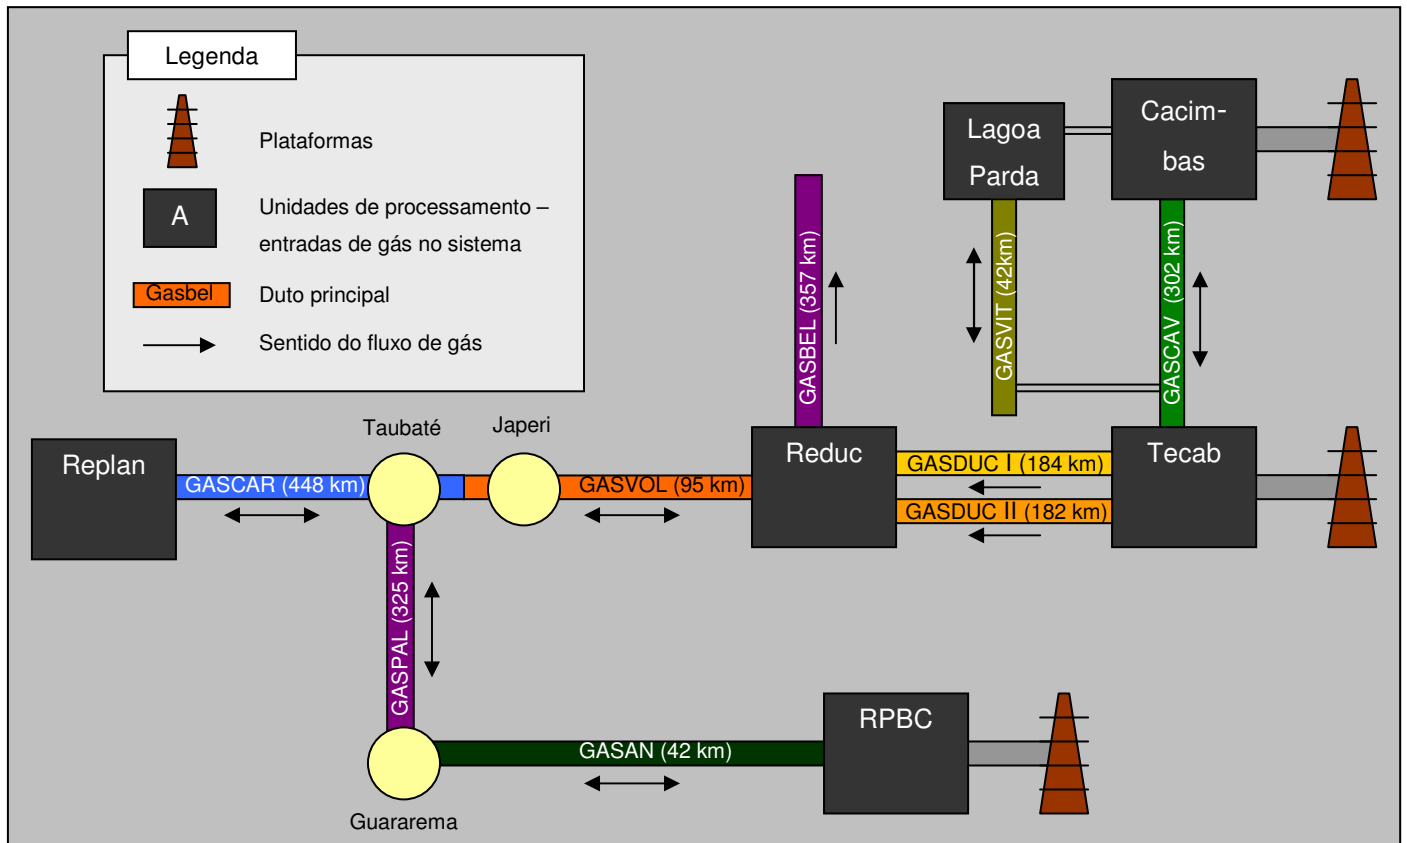 Legenda
Plataformas
A
Unidades de processamento –
entradas de gás no sistema
Gasbel
Duto principal
Sentido do fluxo de gás
Lagoa
Parda
Cacim-
bas
GASBEL (357 km)
GASVIT (42km)
GASCAV (302 km)
Taubaté
Japeri
Replan
GASCAR (448 km)
GASVOL (95 km)
Reduc
GASDUC I (184 km)
GASDUC II (182 km)
Tecab
GASPAL (325 km)
RPBC
GASAN (42 km)
Guararema